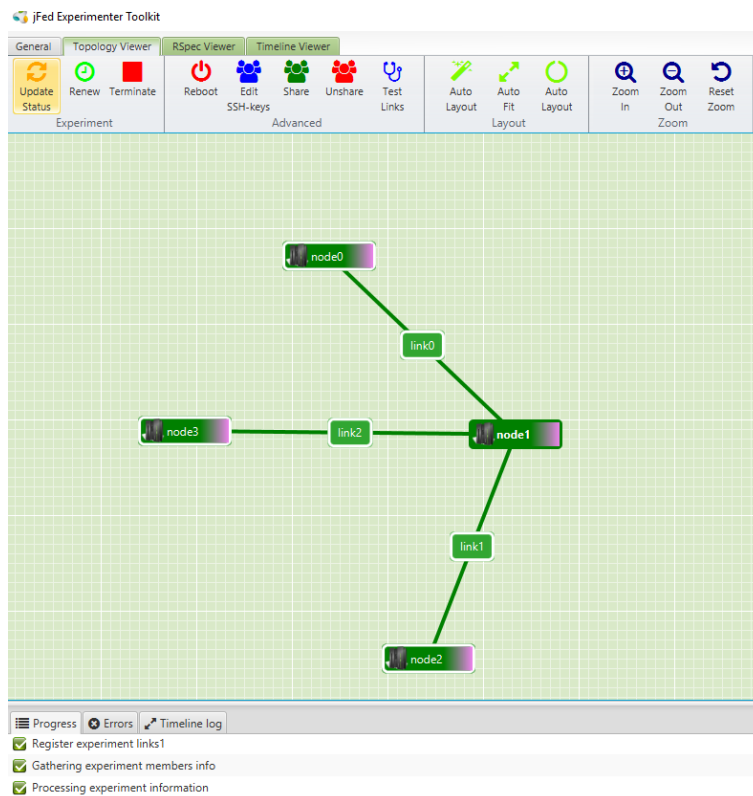 jFed Experimenter Toolkit
General Topology Viewer RSpec Viewer Timeline Viewer
Update Status Renew Terminate Reboot Edit SSH-keys Share Unshare Test Links Auto Layout Auto Fit Auto Layout Zoom In Zoom Out Reset Zoom
Experiment Advanced Layout Zoom
node0
link0
node3 link2 node1
link1
node2
Progress Errors Timeline log
Register experiment links1
Gathering experiment members info
Processing experiment information